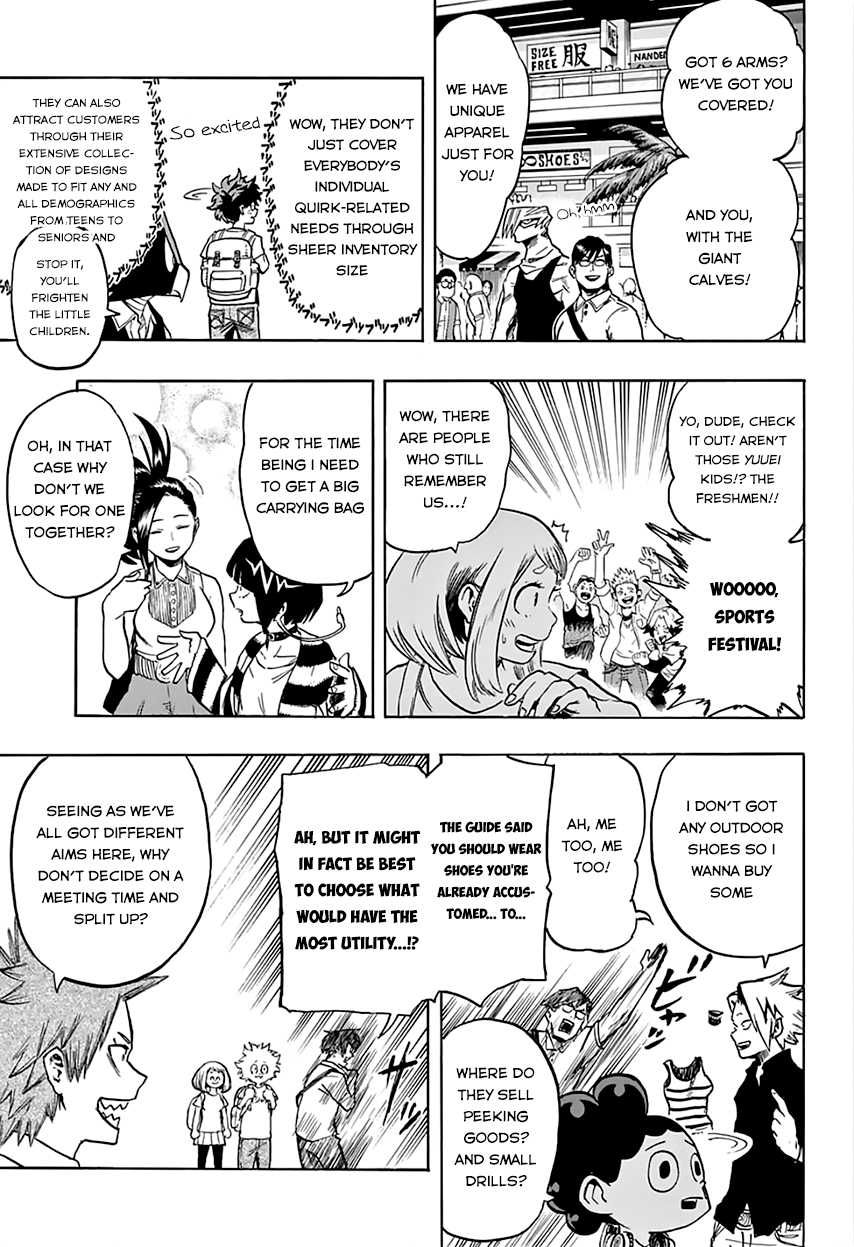 GOT 6 ARMS?
WE'VE GOT YOU
COVERED!
AND YOU,
WITH THE
GIANT
CALVES!
SIZE
FREE 服
NANDE
SHOES
WE HAVE
UNIQUE
APPAREL
JUST FOR
YOU!
Oh, hmm
WOW, THEY DON'T
JUST COVER
EVERYBODY'S
INDIVIDUAL
QUIRK-RELATED
NEEDS THROUGH
SHEER INVENTORY
SIZE
So excited
THEY CAN ALSO
ATTRACT CUSTOMERS
THROUGH THEIR
EXTENSIVE COLLEC-
TION OF DESIGNS
MADE TO FIT ANY AND
ALL DEMOGRAPHICS
FROM TEENS TO
SENIORS AND
STOP IT,
YOU'LL
FRIGHTEN
THE LITTLE
CHILDREN.
YO, DUDE, CHECK
IT OUT! AREN'T
THOSE YUUEI
KIDS!? THE
FRESHMEN!!
WOOOOO,
SPORTS
FESTIVAL!
WOW, THERE
ARE PEOPLE
WHO STILL
REMEMBER
US...!
FOR THE TIME
BEING I NEED
TO GET A BIG
CARRYING BAG
OH, IN THAT
CASE WHY
DON'T WE
LOOK FOR ONE
TOGETHER?
I DON'T GOT
ANY OUTDOOR
SHOES SO I
WANNA BUY
SOME
AH, ME
TOO, ME
TOO!
THE GUIDE SAID
YOU SHOULD WEAR
SHOES YOU'RE
ALREADY ACCUS-
TOMED... TO...
AH, BUT IT MIGHT
IN FACT BE BEST
TO CHOOSE WHAT
WOULD HAVE THE
MOST UTILITY...!?
ビッ
WHERE DO
THEY SELL
PEEKING
GOODS?
AND SMALL
DRILLS?
SEEING AS WE'VE
ALL GOT DIFFERENT
AIMS HERE, WHY
DON'T DECIDE ON A
MEETING TIME AND
SPLIT UP?